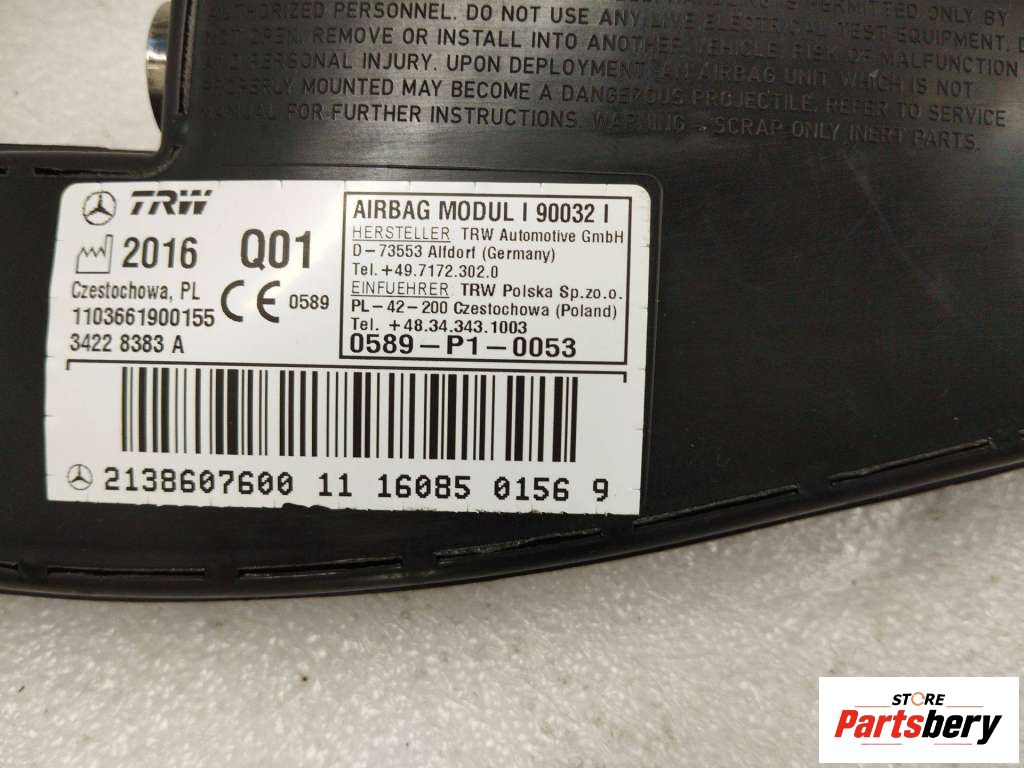 AUTHORIZED PERSONNEL. DO NOT USE ANY LIVE ELECTRICAL TEST EQUIPMENT. D
NOT OPEN, REMOVE OR INSTALL INTO ANOTHER VEHICLE RISK OF MALFUNCTION
AND PERSONAL INJURY. UPON DEPLOYMENT, AN AIRBAG UNIT WHICH IS NOT
PROPERLY MOUNTED MAY BECOME A DANGEROUS PROJECTILE. REFER TO SERVICE
MANUAL FOR FURTHER INSTRUCTIONS. WARNING - SCRAP ONLY INERT PARTS.
TRW
2016 Q01
Czestochowa, PL
CE 0589
1103661900155
3422 8383 A
AIRBAG MODUL I 90032 I
HERSTELLER: TRW Automotive GmbH
D-73553 Alfdorf (Germany)
Tel. +49.7172.302.0
EINFUEHRER: TRW Polska Sp.zo.o.
PL-42-200 Czestochowa (Poland)
Tel. +48.34.343.1003
0589-P1-0053
2138607600 11 16085 0156 9
STORE
Partsbery